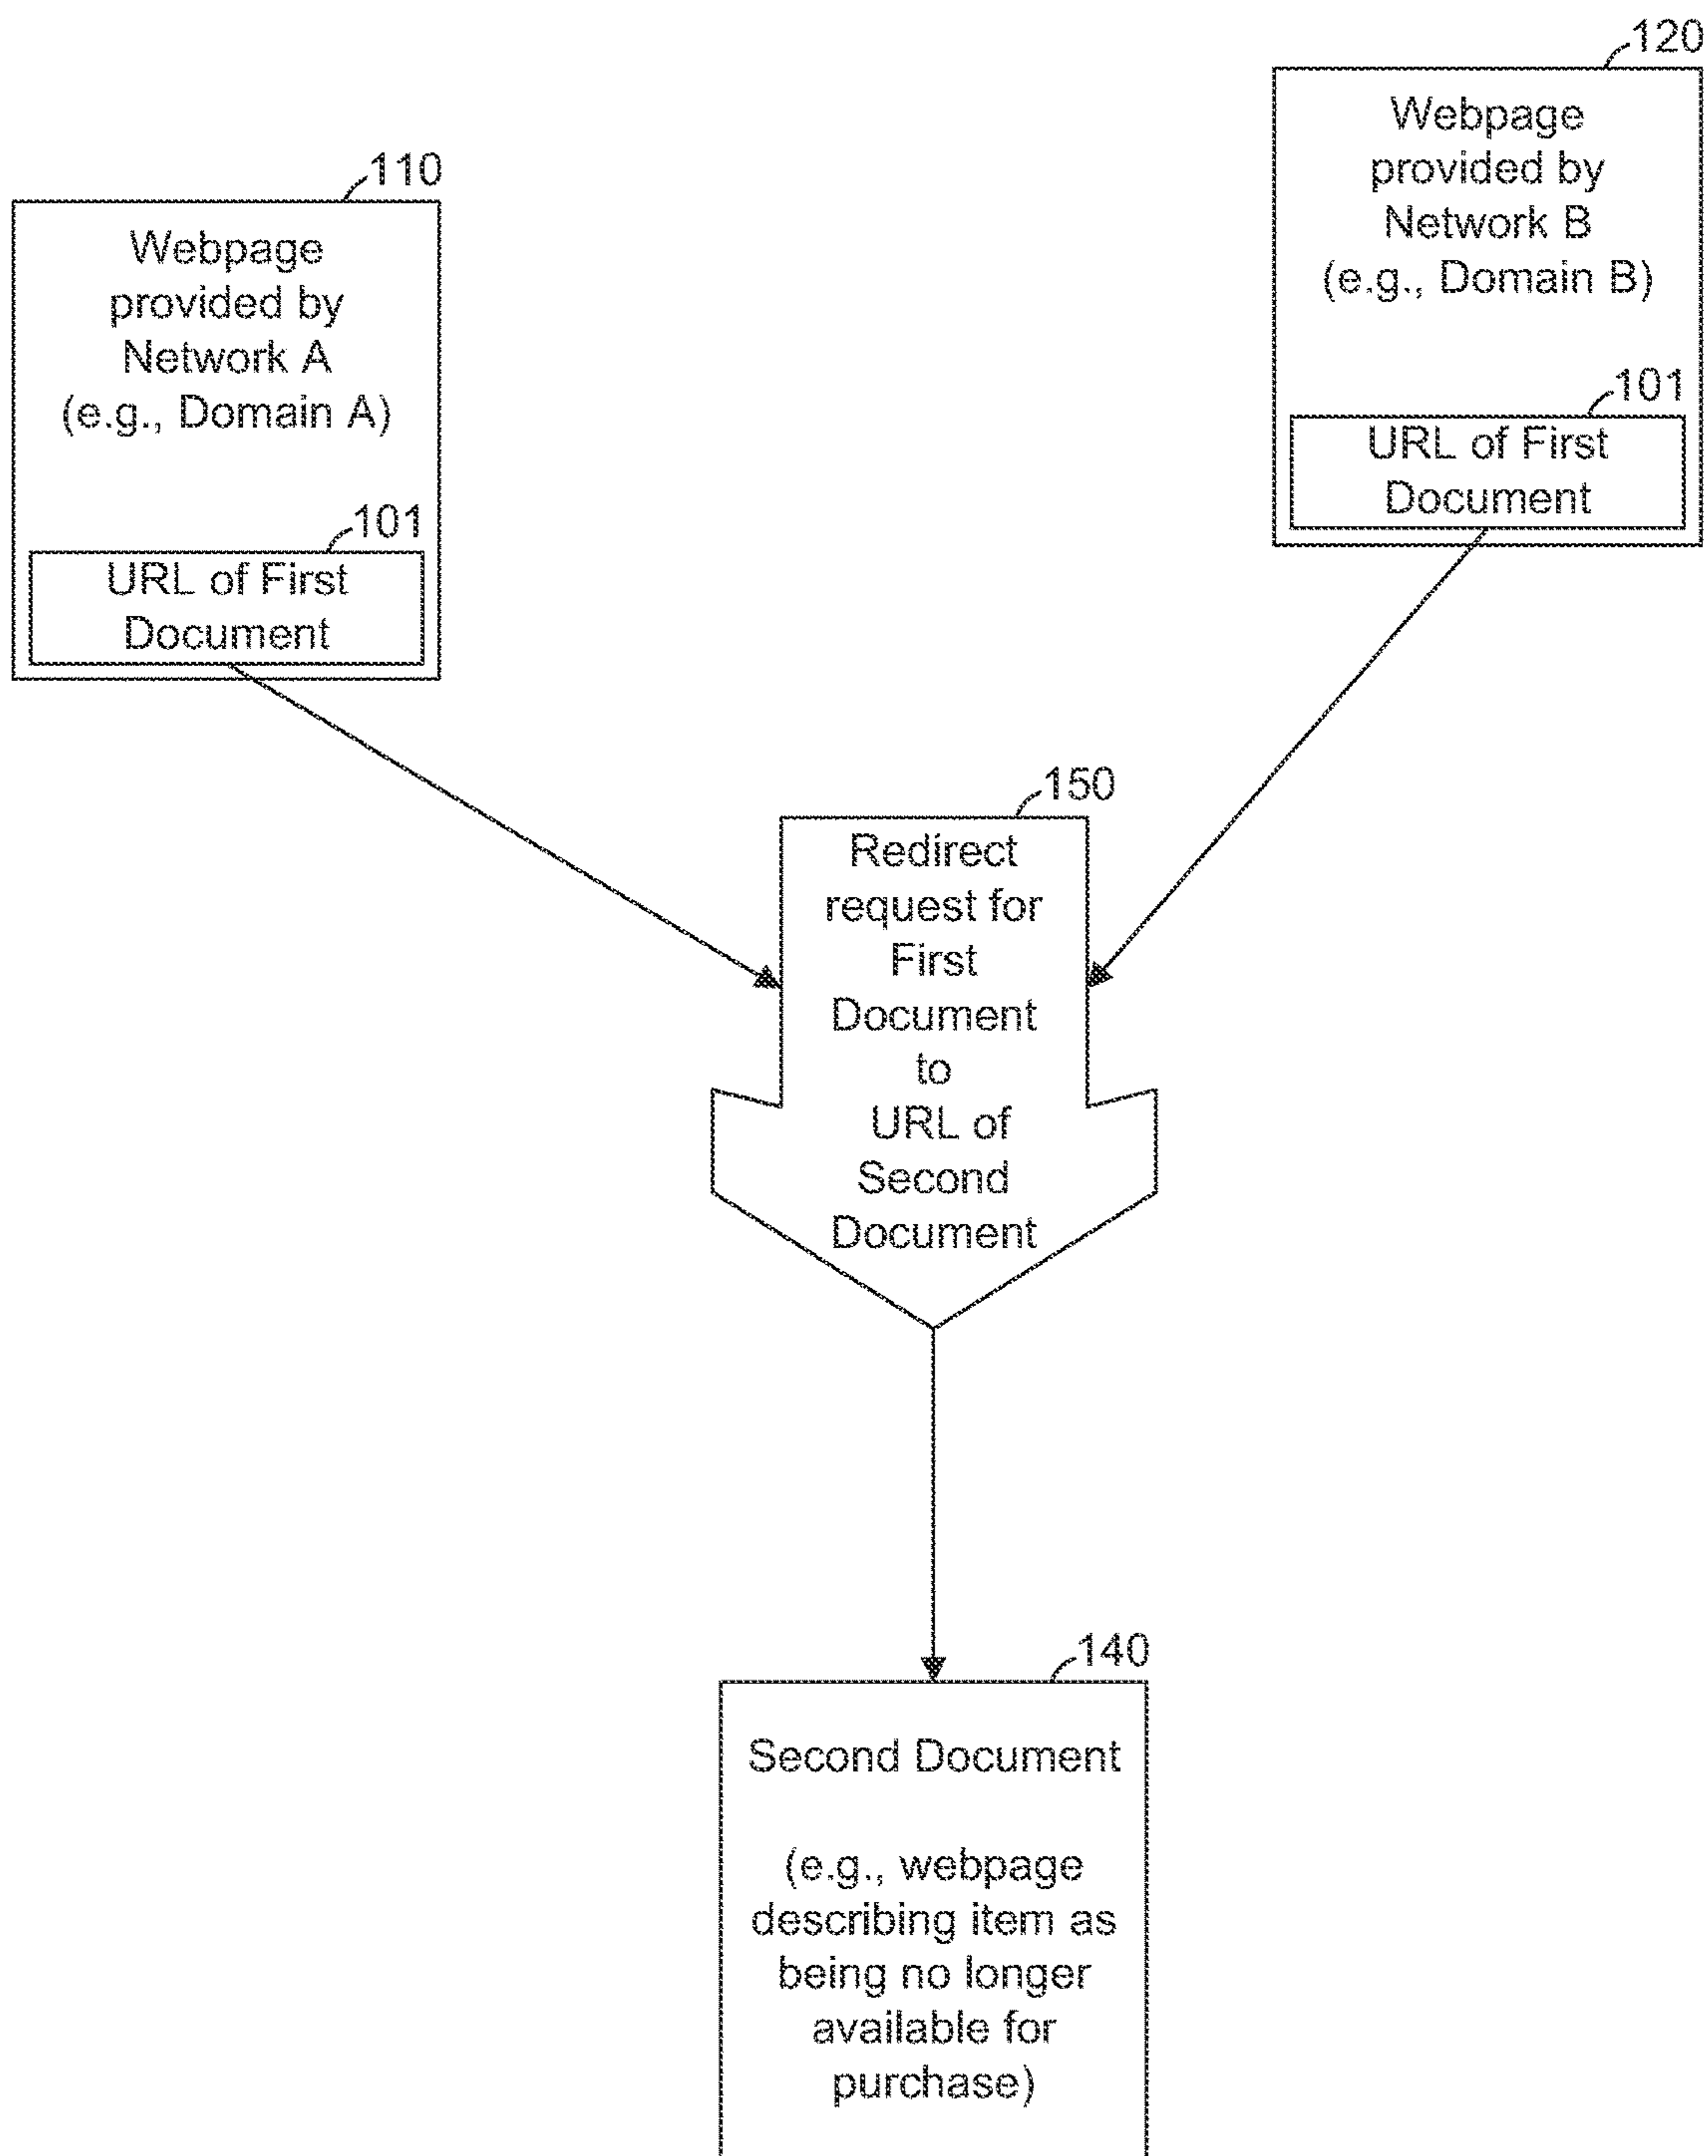 110
Webpage
provided by
Network A
(e.g., Domain A)
101
URL of First
Document
120
Webpage
provided by
Network B
(e.g., Domain B)
101
URL of First
Document
150
Redirect
request for
First
Document
to
URL of
Second
Document
140
Second Document
(e.g., webpage
describing item as
being no longer
available for
purchase)